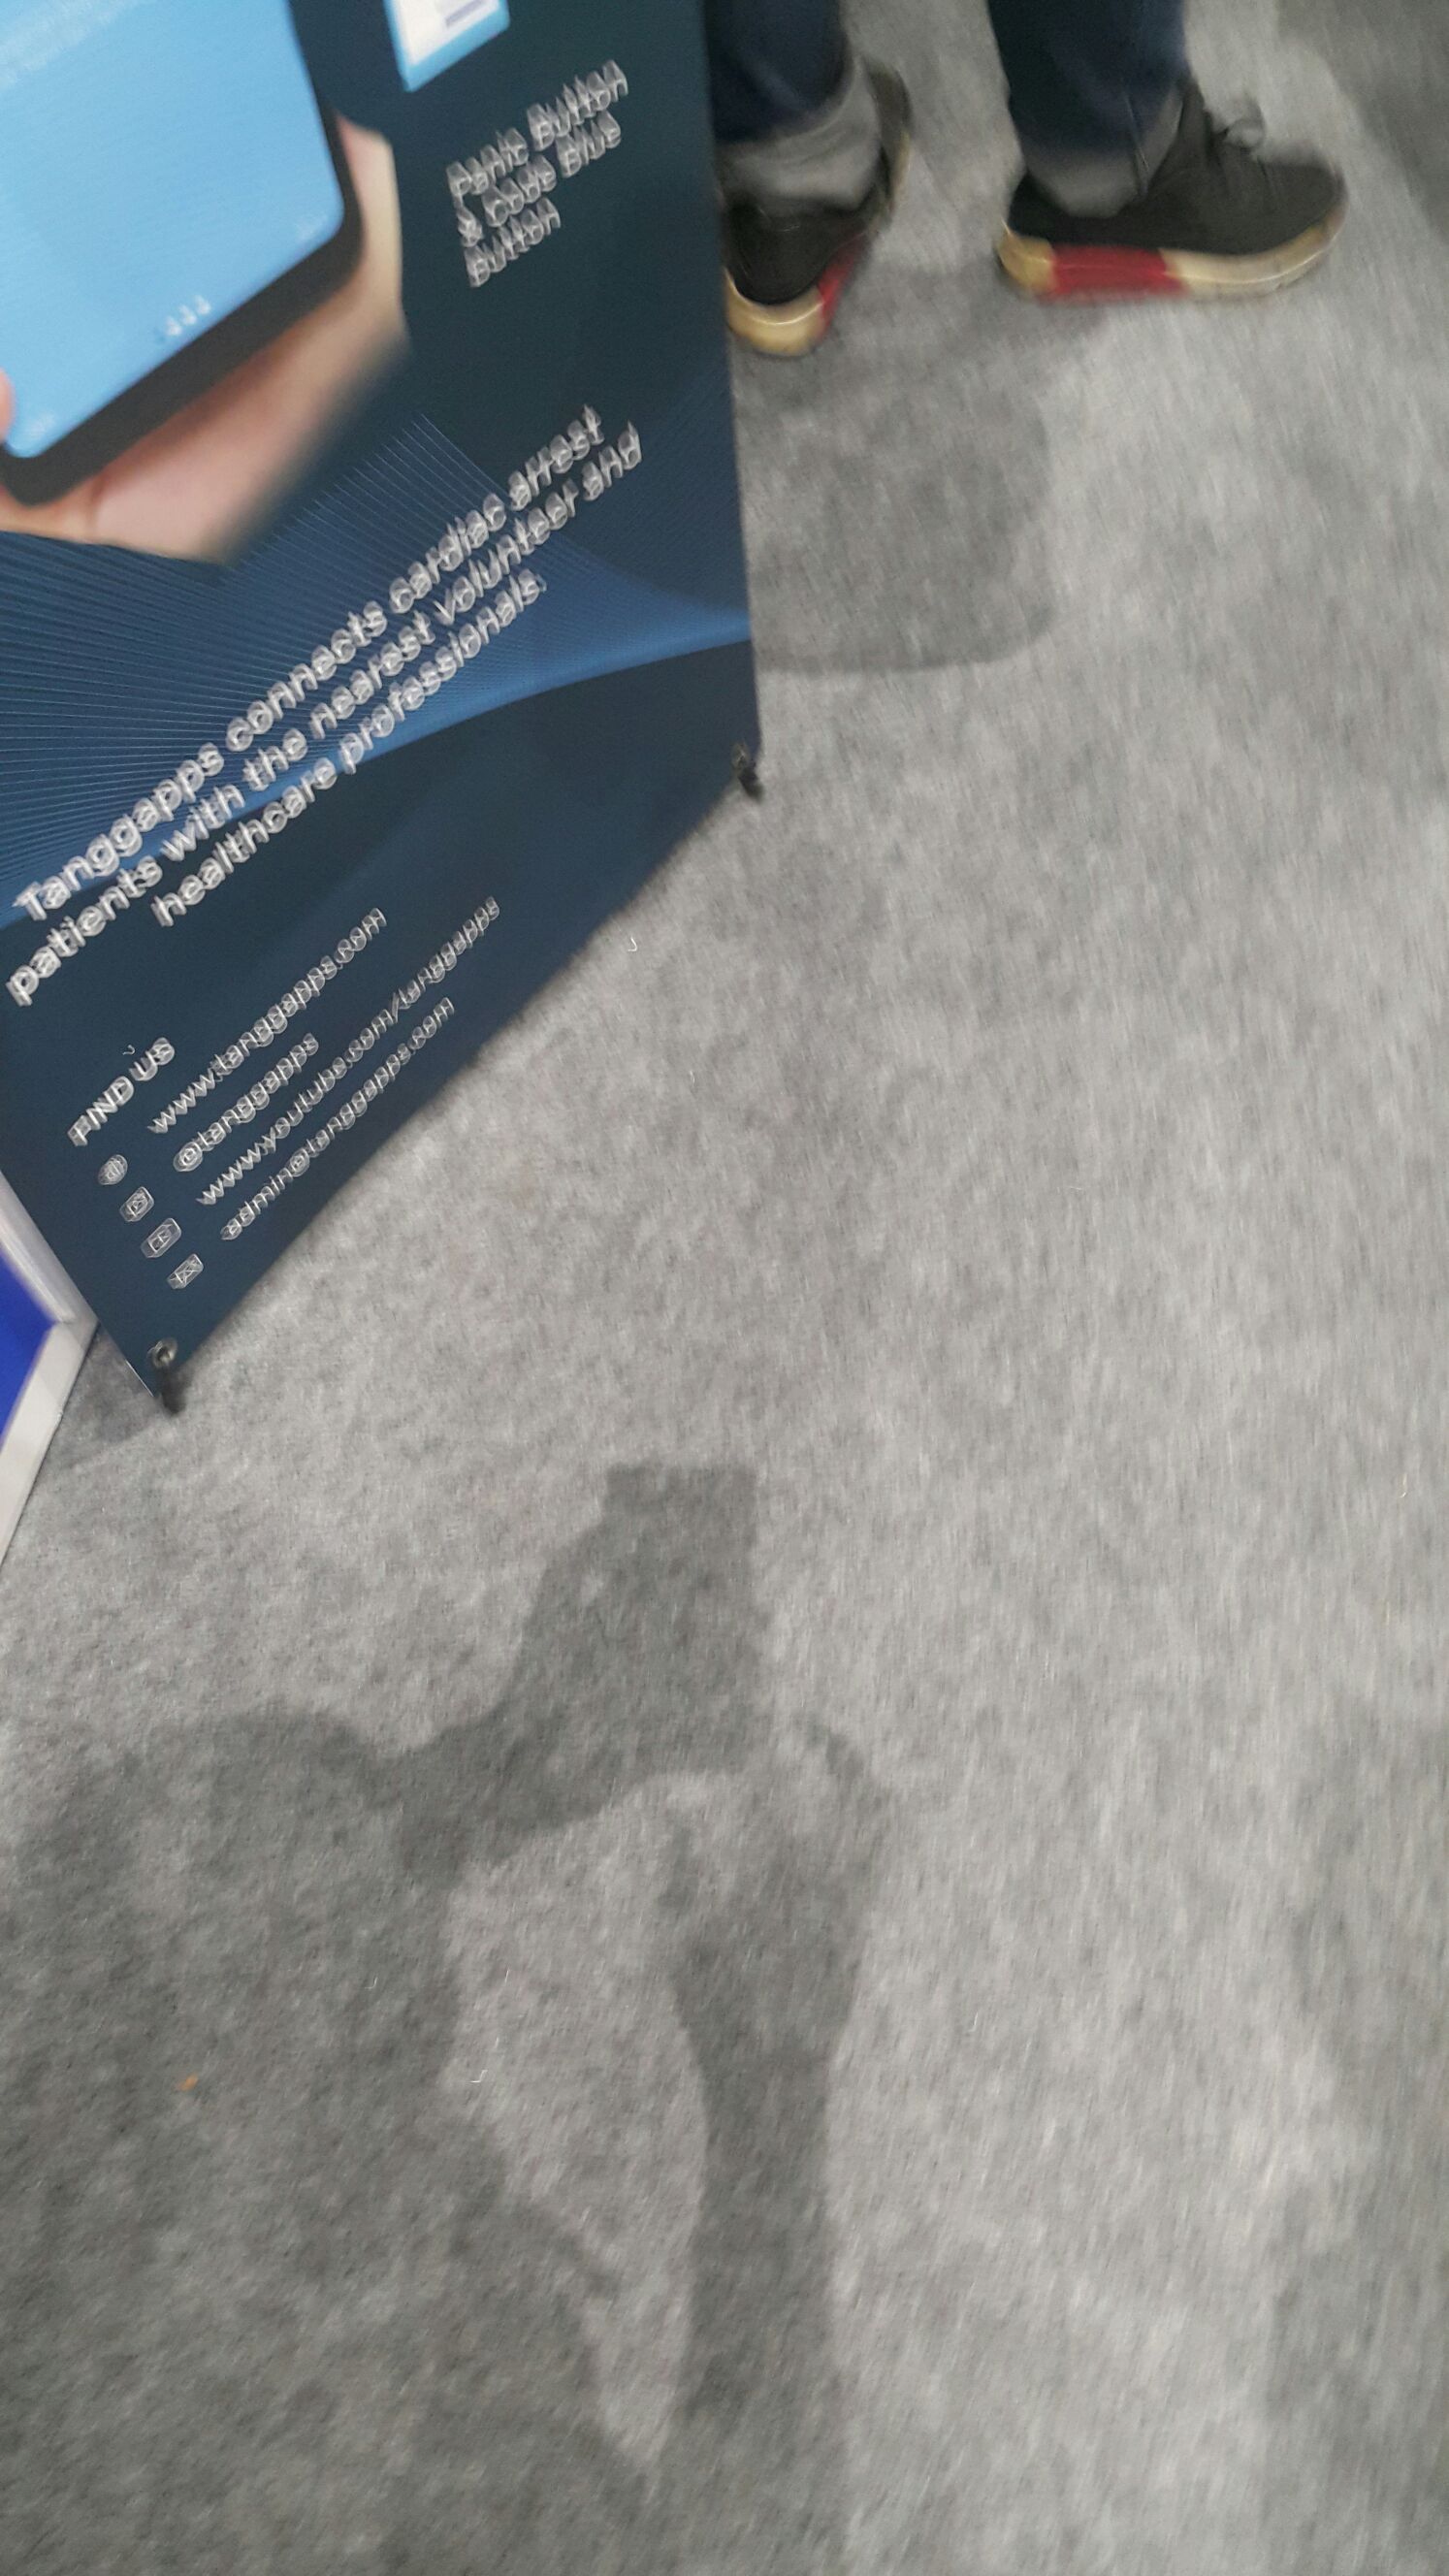 Panic Button
& Code Blue
Button
Tanggapps connects cardiac arrest
patients with the nearest volunteer and
healthcare professionals.
FIND US
www.tanggapps.com
@tanggapps
www.youtube.com/tanggapps
admin@tanggapps.com